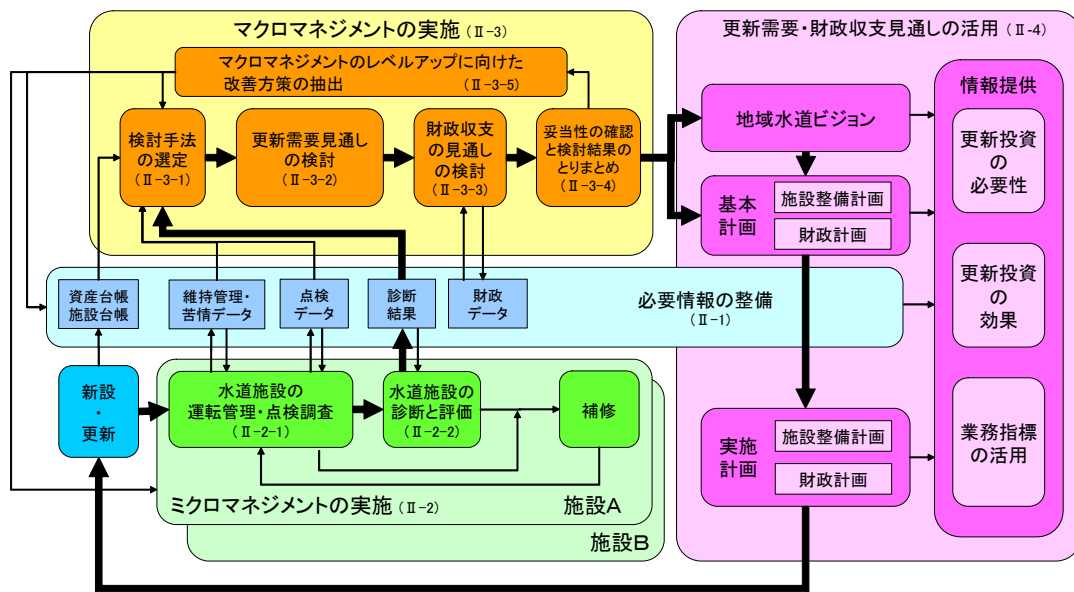 マクロマネジメントの実施(Ⅱ-3)
マクロマネジメントのレベルアップに向けた
改善方策の抽出 (Ⅱ-3-5)
検討手法
の選定
(Ⅱ-3-1)
更新需要見通し
の検討
(Ⅱ-3-2)
財政収支
の見通し
の検討
(Ⅱ-3-3)
妥当性の確認
と検討結果の
とりまとめ
(Ⅱ-3-4)
更新需要・財政収支見通しの活用(Ⅱ-4)
地域水道ビジョン
基本
計画
施設整備計画
財政計画
実施
計画
施設整備計画
財政計画
情報提供
更新投資
の
必要性
更新投資
の
効果
業務指標
の活用
資産台帳
施設台帳
維持管理・
苦情データ
点検
データ
診断
結果
財政
データ
必要情報の整備
(Ⅱ-1)
新設
・
更新
水道施設の
運転管理・点検調査
(Ⅱ-2-1)
水道施設の
診断と評価
(Ⅱ-2-2)
補修
ミクロマネジメントの実施(Ⅱ-2)
施設A
施設B